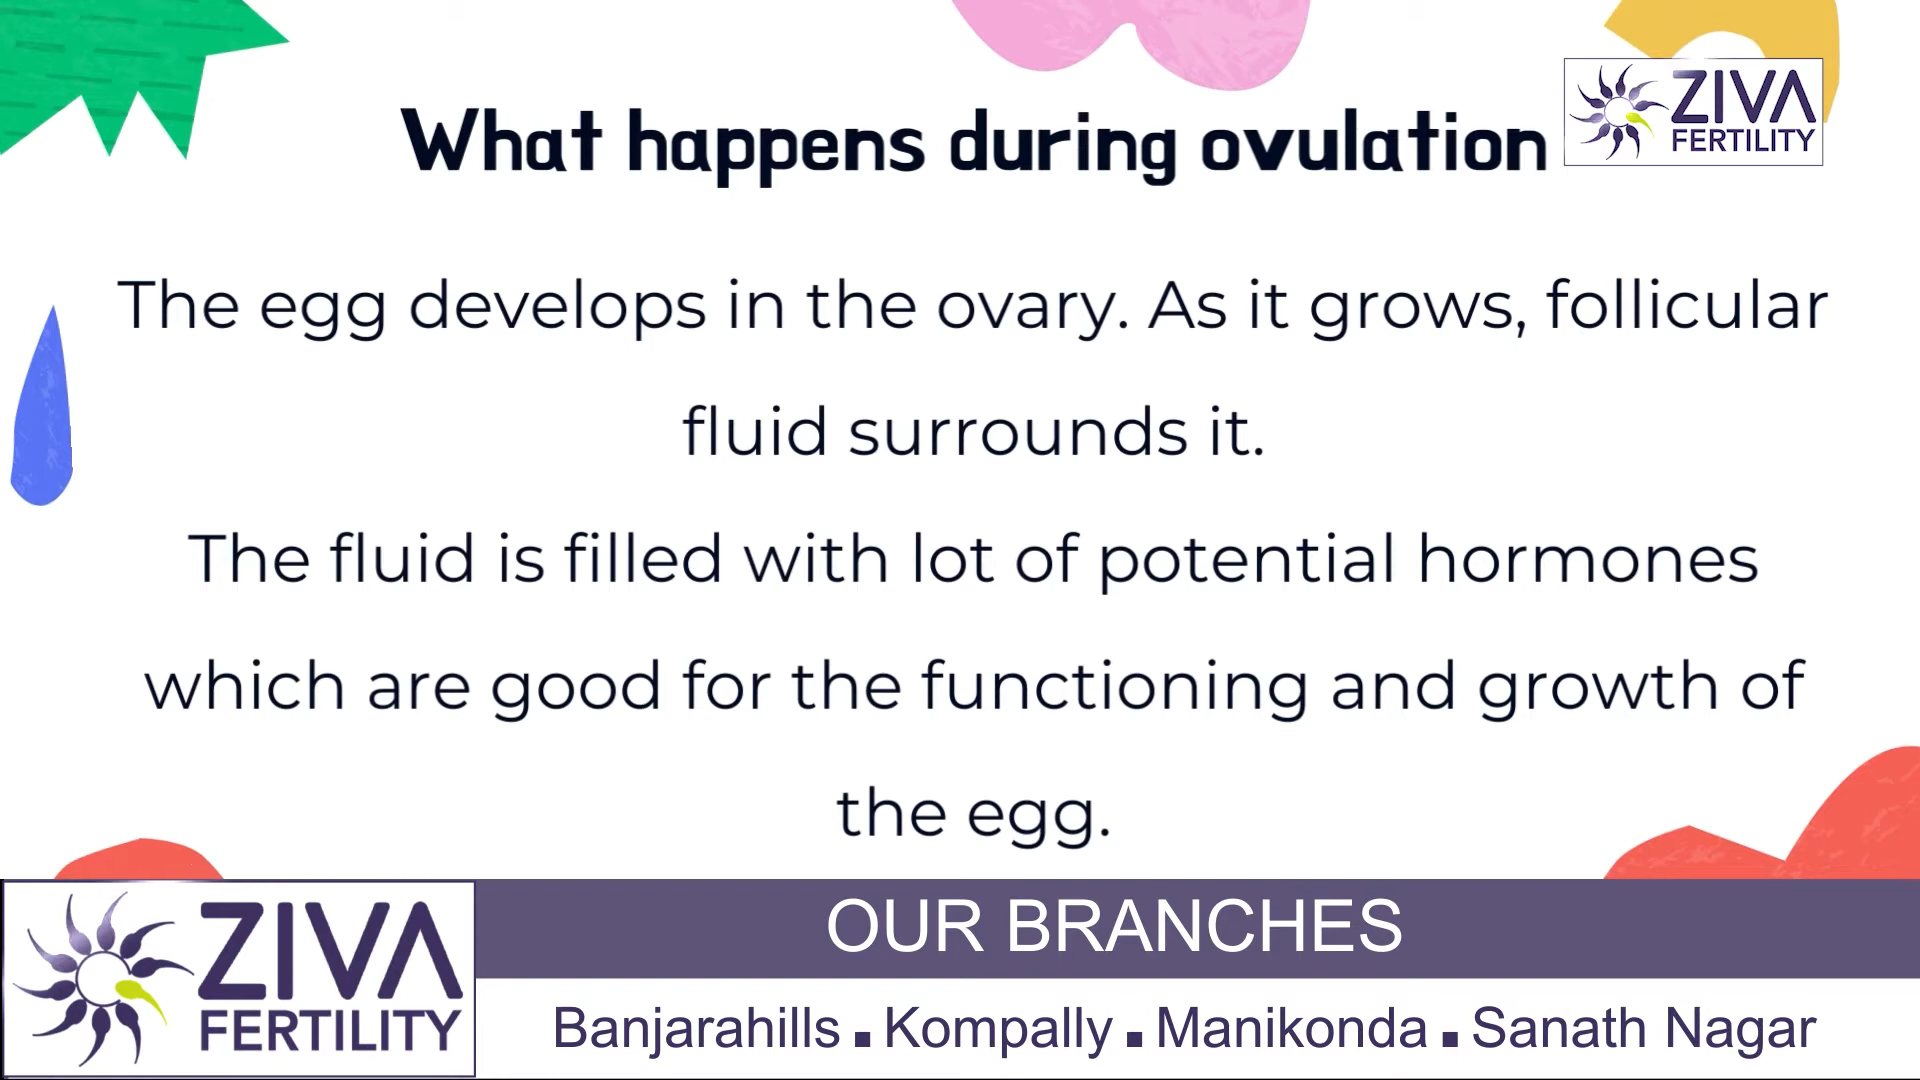 What happens during ovulation
ZIVA
FERTILITY
The egg develops in the ovary. As it grows, follicular
fluid surrounds it.
The fluid is filled with lot of potential hormones
which are good for the functioning and growth of
the egg.
ZIVA
FERTILITY
OUR BRANCHES
Banjarahills ■ Kompally ■ Manikonda ■ Sanath Nagar